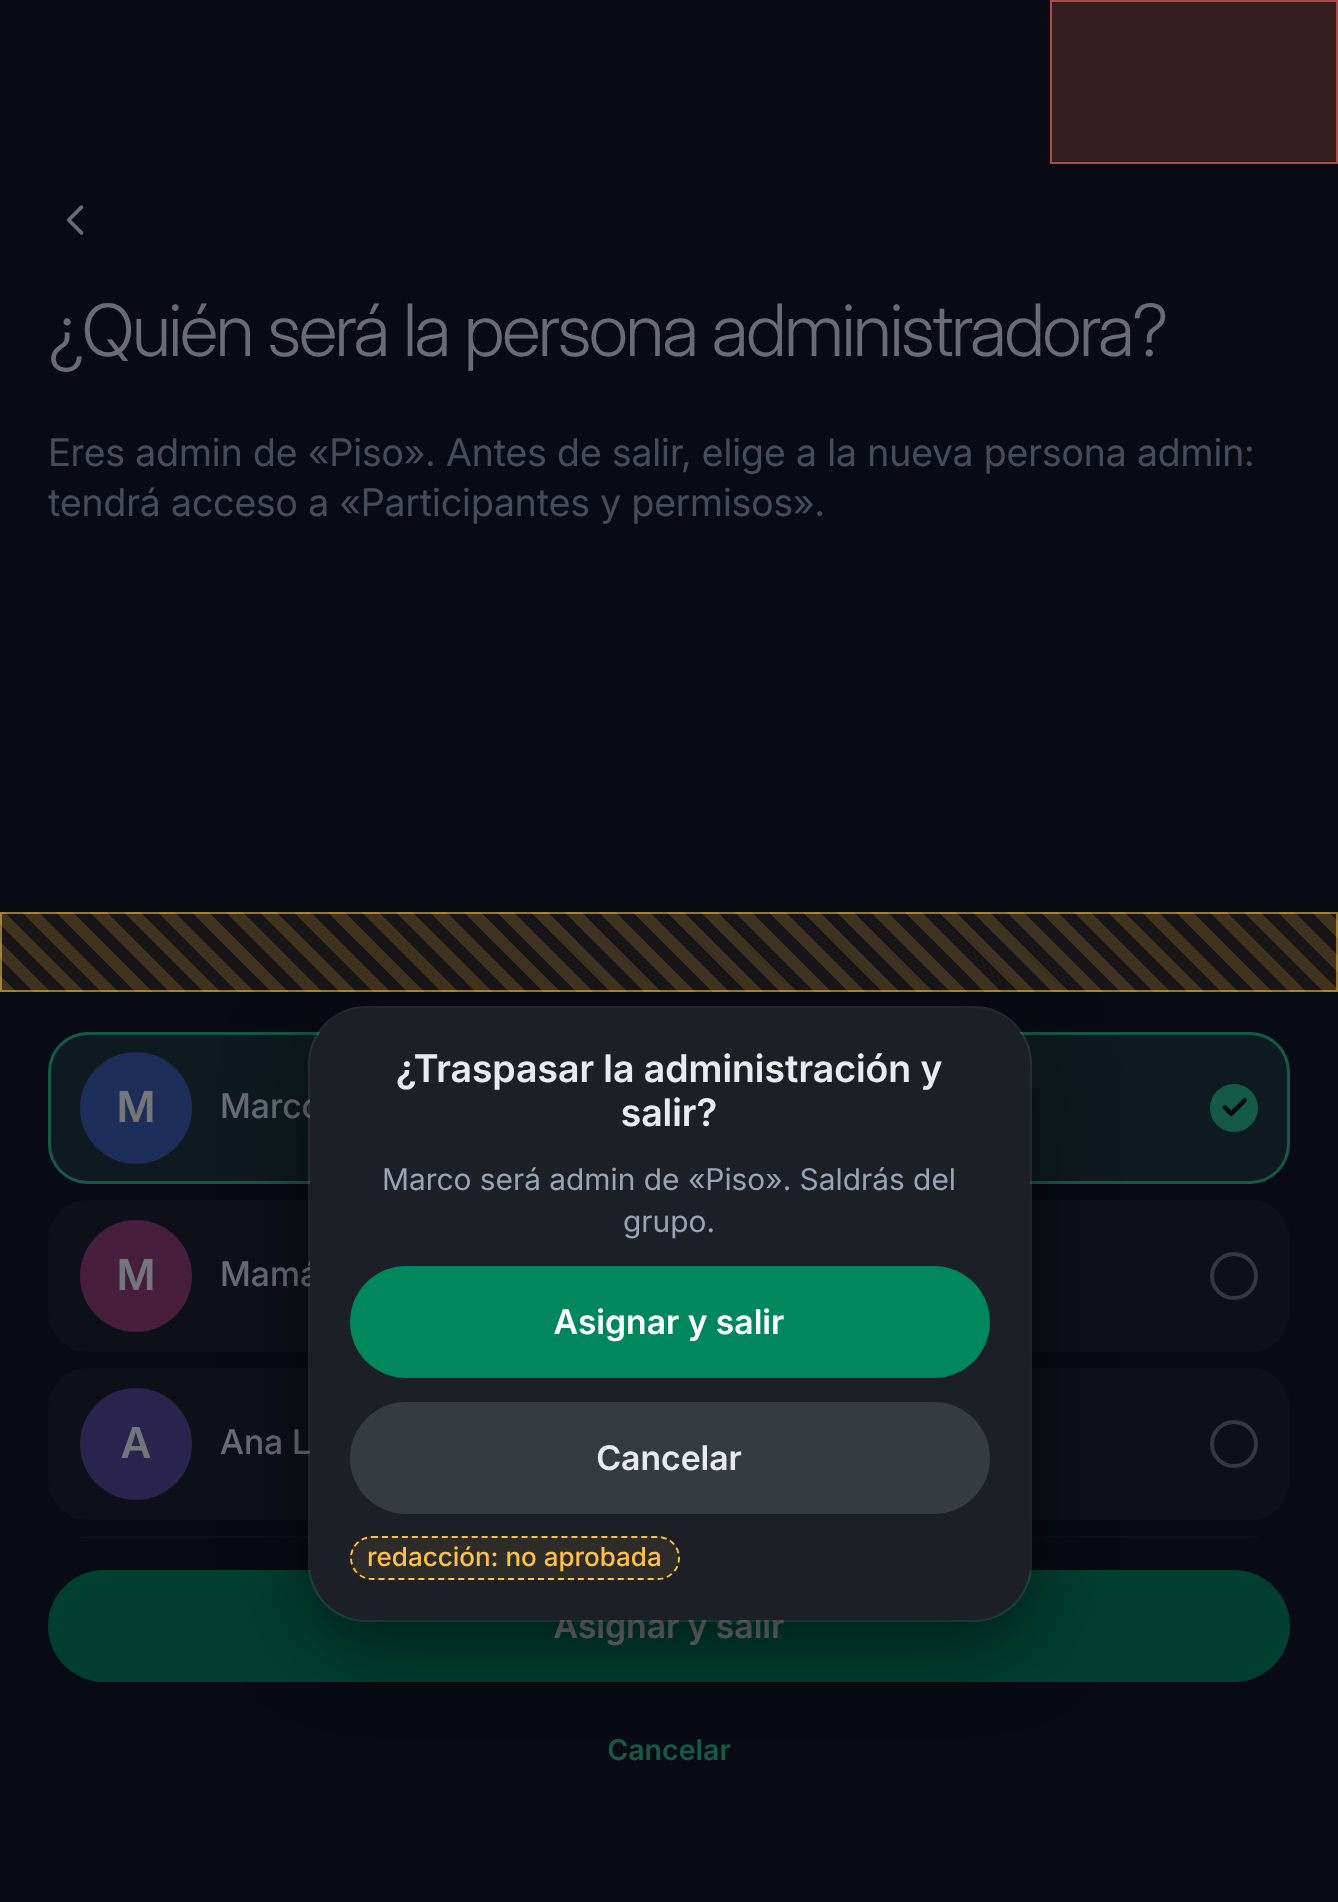 ¿Quién será la persona administradora?
Eres admin de «Piso». Antes de salir, elige a la nueva persona admin:
tendrá acceso a «Participantes y permisos».
¿Traspasar la administración y
salir?
M
Marco será admin de «Piso». Saldrás del
grupo.
M
Asignar y salir
A
Ana L
Cancelar
redacción: no aprobada
Asignar y salir
Cancelar